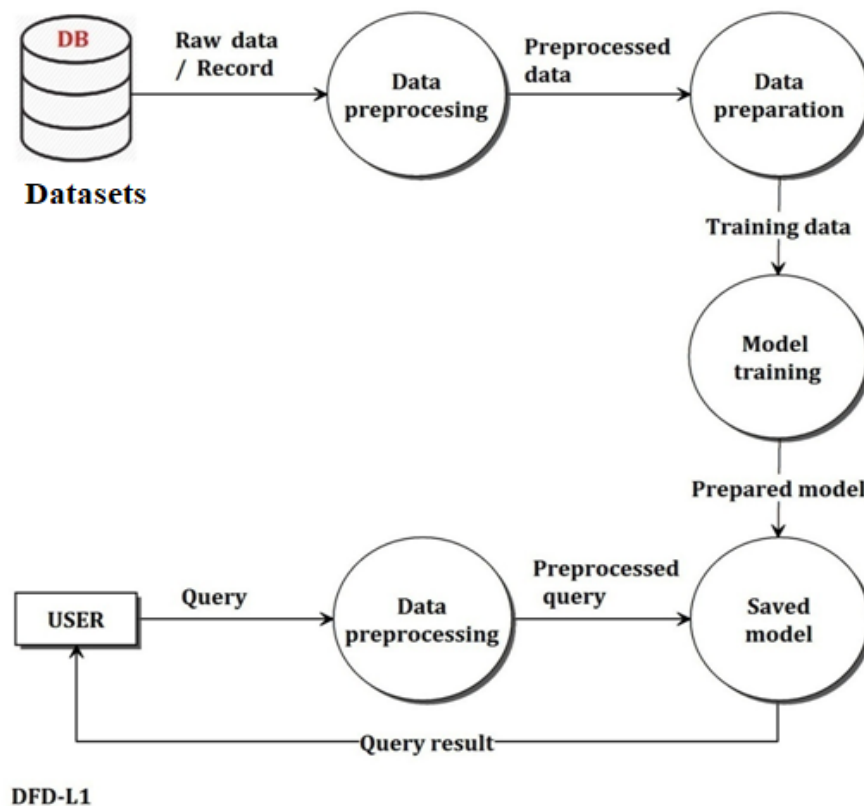 DB
Raw data
/ Record
Data
preprocesing
Preprocessed
data
Data
preparation
Datasets
Training data
Model
training
Prepared model
USER
Query
Data
preprocessing
Preprocessed
query
Saved
model
Query result
DFD-L1